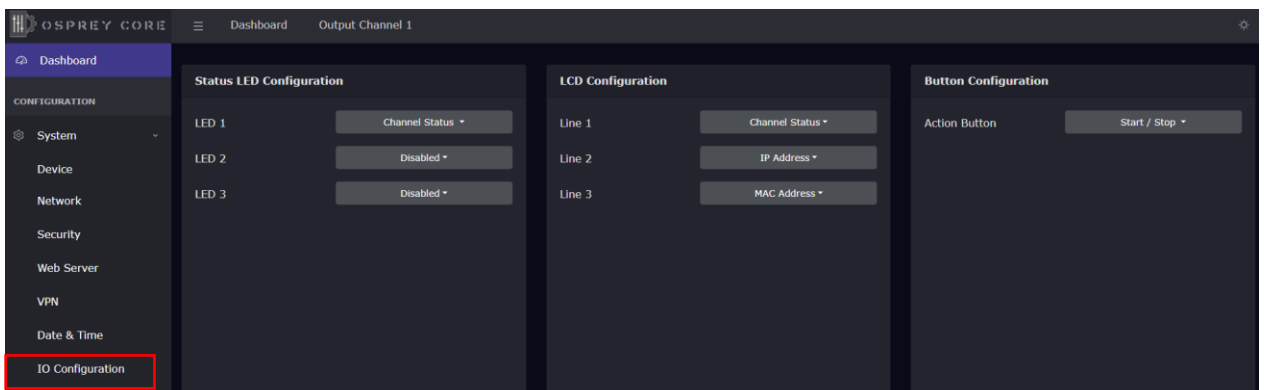 OSPREY CORE
Dashboard Output Channel 1
Dashboard
CONFIGURATION
System
Device
Network
Security
Web Server
VPN
Date & Time
IO Configuration
Status LED Configuration
LED 1 Channel Status
LED 2 Disabled
LED 3 Disabled
LCD Configuration
Line 1 Channel Status
Line 2 IP Address
Line 3 MAC Address
Button Configuration
Action Button Start / Stop